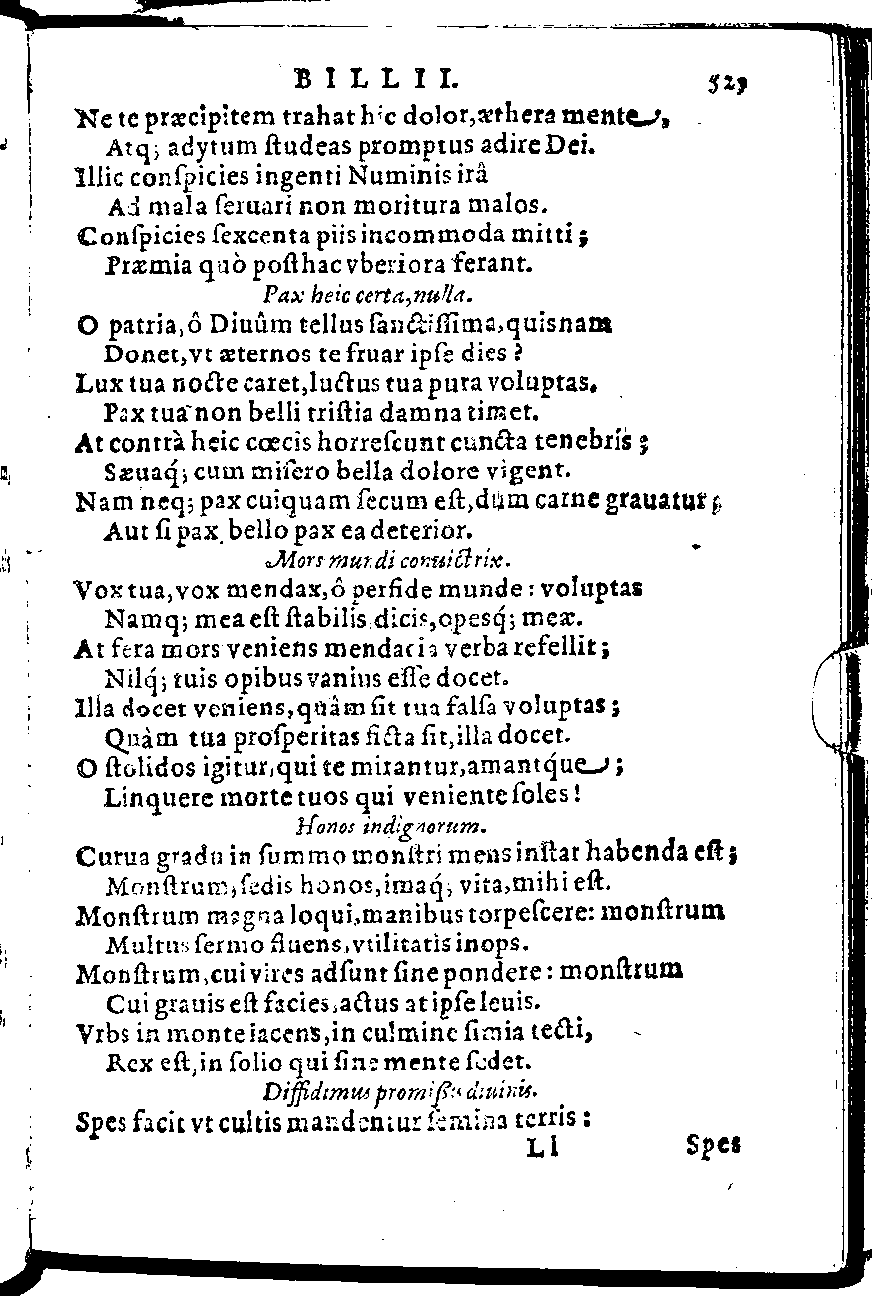 BILLII. 529
Ne te præcipitem trahat hic dolor, æthera mente,
Atq; adytum ſtudeas promptus adire Dei.
Illic conſpicies ingenti Numinis irâ
Ad mala ſeruari non moritura malos.
Conſpicies ſexcenta piis incommoda mitti;
Præmia quò poſthac vberiora ferant.
Pax heic certa, nulla.
O patria, ô Diuûm tellus ſanctiſſima, quisnam
Donet, vt æternos te fruar ipſe dies?
Lux tua nocte caret, luctus tua pura voluptas.
Pax tua non belli triſtia damna timet.
At contrà heic cœcis horreſcunt cuncta tenebris;
Sæuaq́; cum miſero bella dolore vigent.
Nam neq; pax cuiquam ſecum eſt, dum carne grauatur;
Aut ſi pax, bello pax ea deterior.
Mors mundi conuictrix.
Vox tua, vox mendax, ô perfide munde: voluptas
Namq; mea eſt ſtabilis dicis, opesq́; meæ.
At fera mors veniens mendacia verba refellit;
Nilq́; tuis opibus vanius eſſe docet.
Illa docet veniens, quâm ſit tua falſa voluptas;
Quàm tua proſperitas ficta ſit, illa docet.
O ſtolidos igitur, qui te mirantur, amantq́ue;
Linquere morte tuos qui veniente ſoles!
Honos indignorum.
Curua gradu in ſummo monſtri mens inſtar habenda eſt;
Monſtrum, ſedis honos, imaq́; vita, mihi eſt.
Monſtrum magna loqui, manibus torpeſcere: monſtrum
Multus ſermo fluens, vtilitatis inops.
Monſtrum, cui vires adſunt ſine pondere: monſtrum
Cui grauis eſt facies, actus at ipſe leuis.
Vrbs in monte iacens, in culmine ſimia tecti,
Rex eſt, in ſolio qui ſine mente ſedet.
Diffidimus promiſſis diuinis.
Spes facit vt cultis mandentur ſemina terris:
Ll Spes